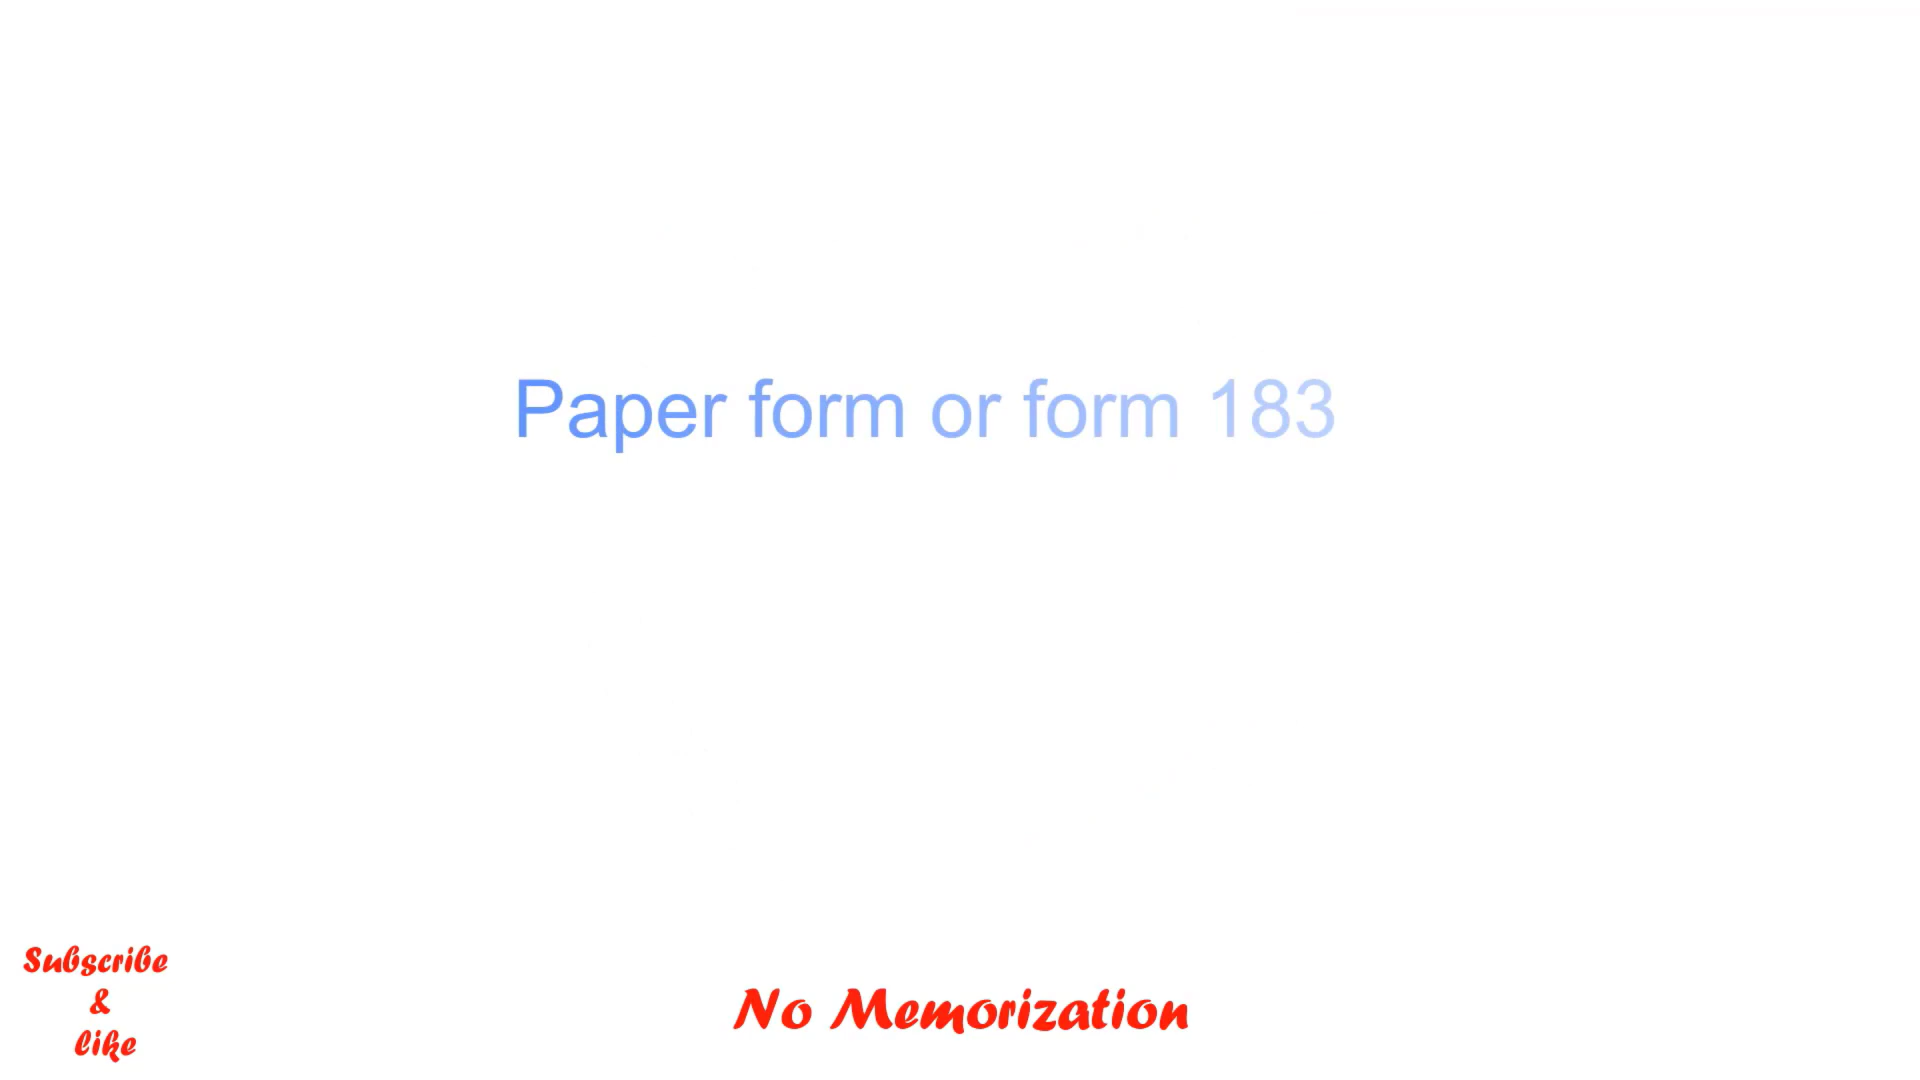 Paper form or form 183
Subscribe
&
like
No Memorization